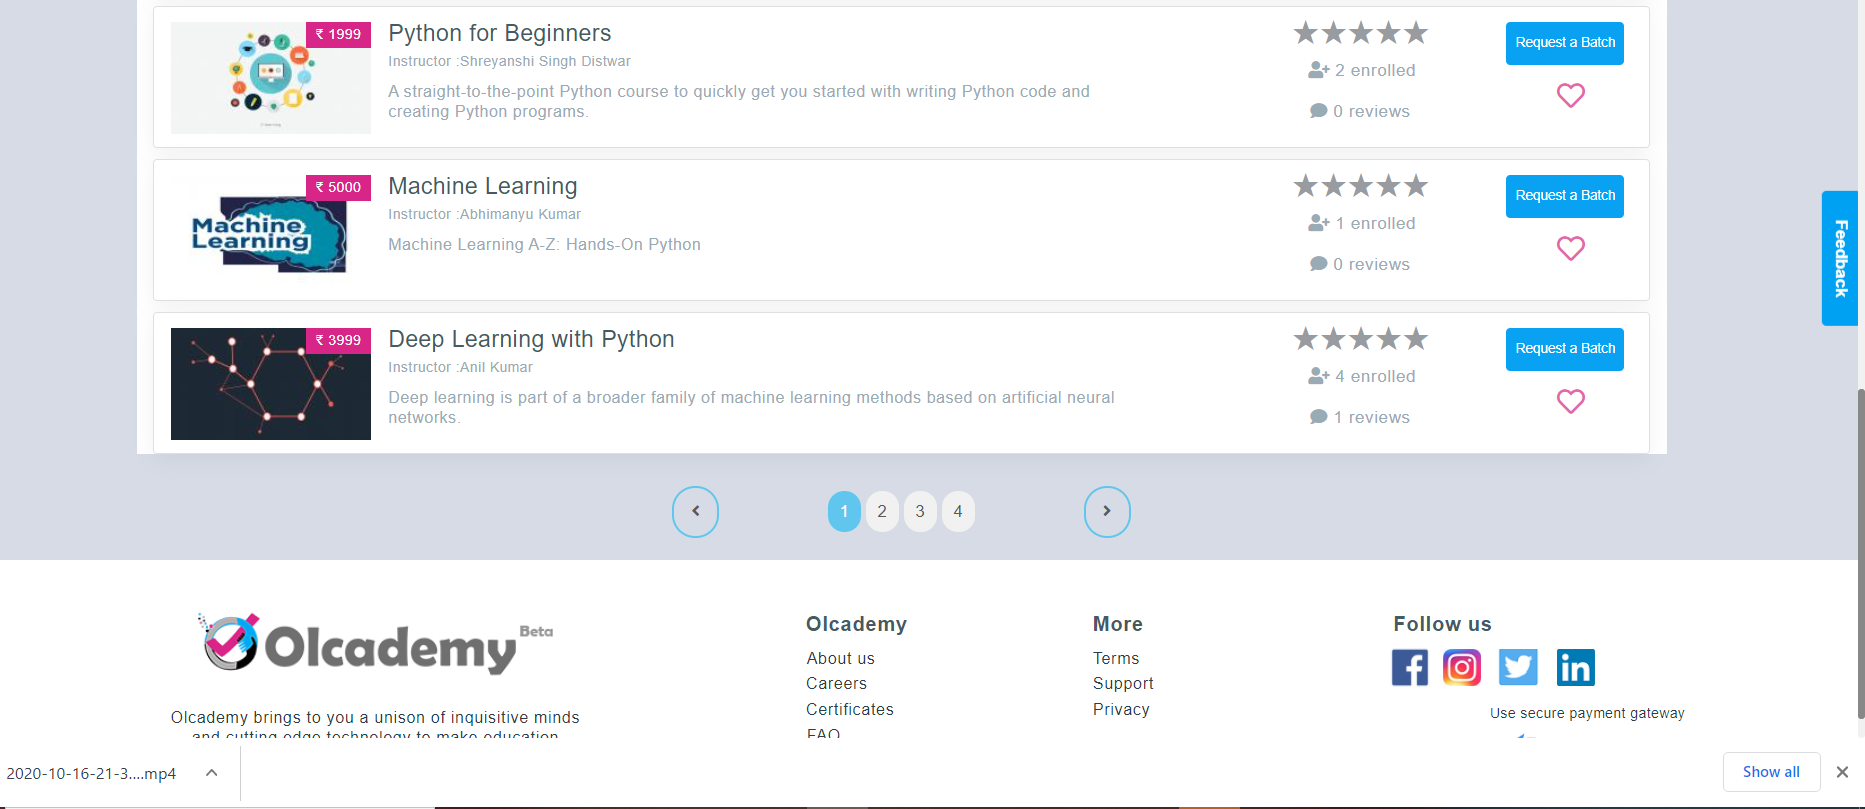 ₹ 1999
Python for Beginners
Instructor :Shreyanshi Singh Distwar
A straight-to-the-point Python course to quickly get you started with writing Python code and
creating Python programs.
2 enrolled
0 reviews
Request a Batch
₹ 5000
Machine
Learning
Machine Learning
Instructor :Abhimanyu Kumar
Machine Learning A-Z: Hands-On Python
1 enrolled
0 reviews
Request a Batch
Feedback
₹ 3999
Deep Learning with Python
Instructor :Anil Kumar
Deep learning is part of a broader family of machine learning methods based on artificial neural
networks.
4 enrolled
1 reviews
Request a Batch
1 2 3 4
Olcademy Beta
Olcademy brings to you a unison of inquisitive minds
and cutting edge technology to make education
Olcademy
About us
Careers
Certificates
FAQ
More
Terms
Support
Privacy
Follow us
Use secure payment gateway
2020-10-16-21-3....mp4
Show all